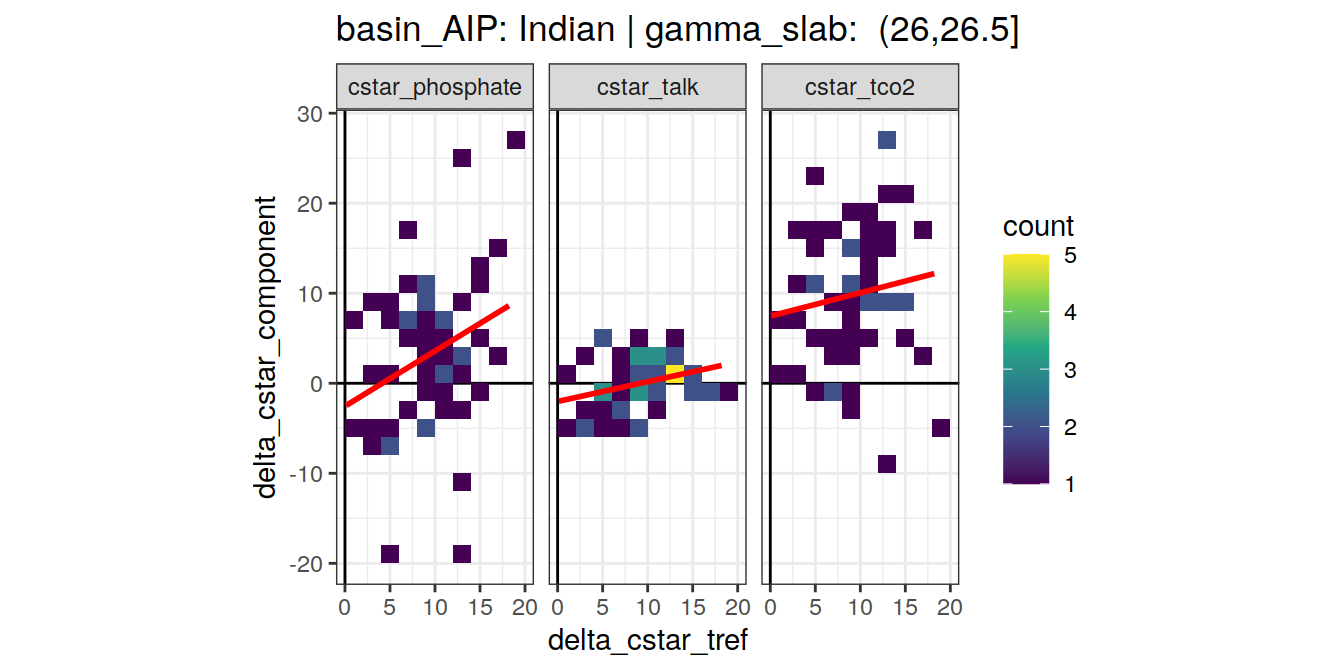 basin_AIP: Indian | gamma_slab:  (26,26.5]
cstar_phosphate cstar_talk cstar_tco2
30
20
10
0
-10
-20
delta_cstar_component
0 5 10 15 20 0 5 10 15 20 0 5 10 15 20
delta_cstar_tref
count
5
4
3
2
1